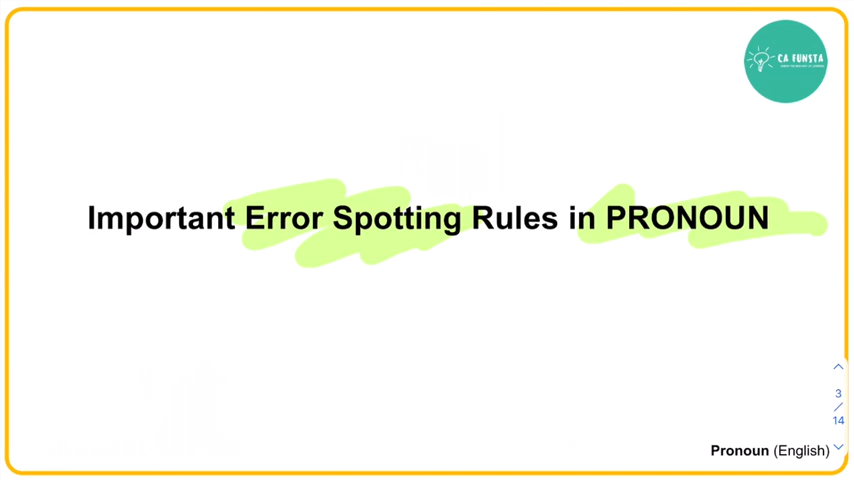 CA FUNSTA
Important Error Spotting Rules in PRONOUN
3
/
14
Pronoun (English)